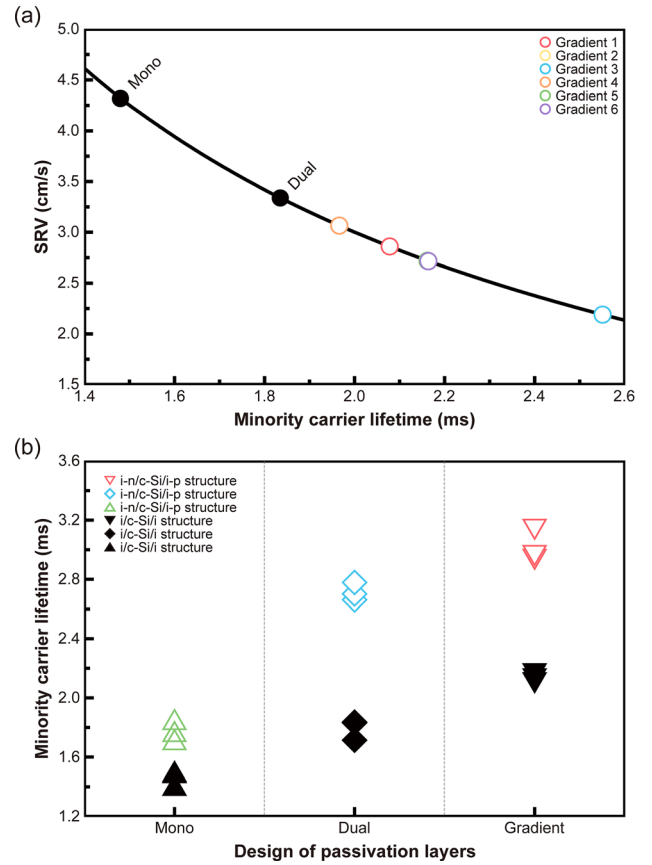 (a)
5.0
4.5
4.0
3.5
3.0
2.5
2.0
1.5
SRV (cm/s)
Mono
Dual
Gradient 1
Gradient 2
Gradient 3
Gradient 4
Gradient 5
Gradient 6
1.4 1.6 1.8 2.0 2.2 2.4 2.6
Minority carrier lifetime (ms)
(b)
3.6
3.2
2.8
2.4
2.0
1.6
1.2
Minority carrier lifetime (ms)
i-n/c-Si/i-p structure
i-n/c-Si/i-p structure
i-n/c-Si/i-p structure
i/c-Si/i structure
i/c-Si/i structure
i/c-Si/i structure
Mono Dual Gradient
Design of passivation layers